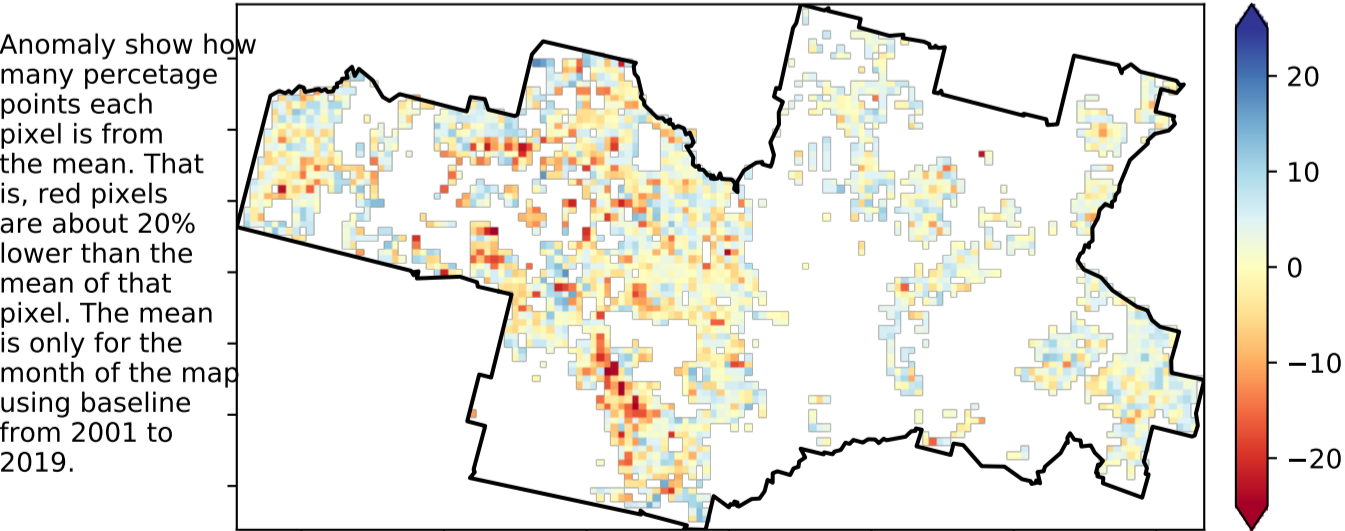 Anomaly show how
many percetage
points each
pixel is from
the mean. That
is, red pixels
are about 20%
lower than the
mean of that
pixel. The mean
is only for the
month of the map
using baseline
from 2001 to
2019.
20
10
0
−10
−20